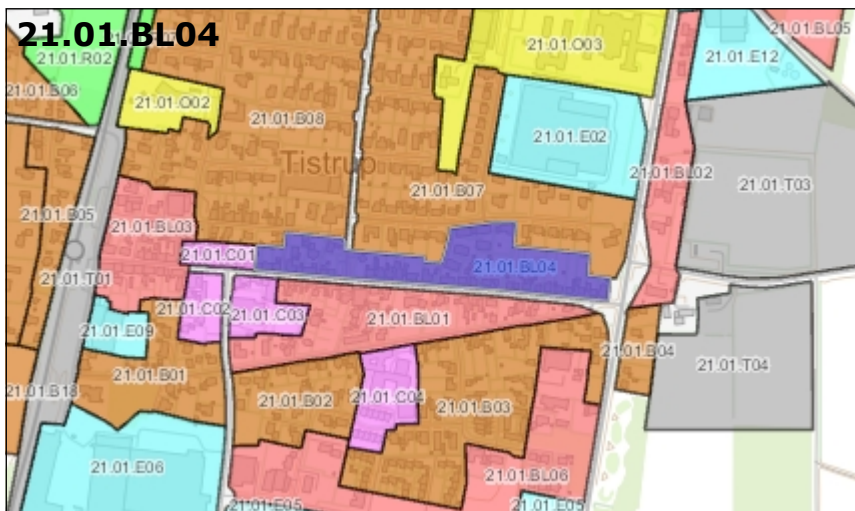 21.01.BL04
21.01.R02
21.01.B06
21.01.O02
21.01.B08
21.01.O03
21.01.E12
21.01.BL05
21.01.E02
Tistrup
21.01.BL02
21.01.T03
21.01.B07
21.01.B05
21.01.BL03
21.01.C01
21.01.BL04
21.01.T01
21.01.C02
21.01.C03
21.01.BL01
21.01.E09
21.01.B04
21.01.T04
21.01.B18
21.01.B01
21.01.B02
21.01.C04
21.01.B03
21.01.E06
21.01.BL06
21.01.E05
21.01.E05